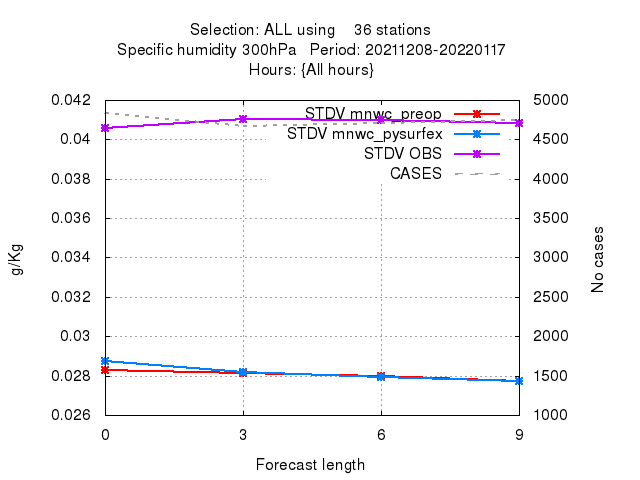 Selection: ALL using    36 stations
Specific humidity 300hPa   Period: 20211208-20220117
Hours: {All hours}
STDV mnwc_preop
STDV mnwc_pysurfex
STDV OBS
CASES
0.042
0.04
0.038
0.036
0.034
0.032
0.03
0.028
0.026
g/Kg
5000
4500
4000
3500
3000
2500
2000
1500
1000
No cases
0 3 6 9
Forecast length